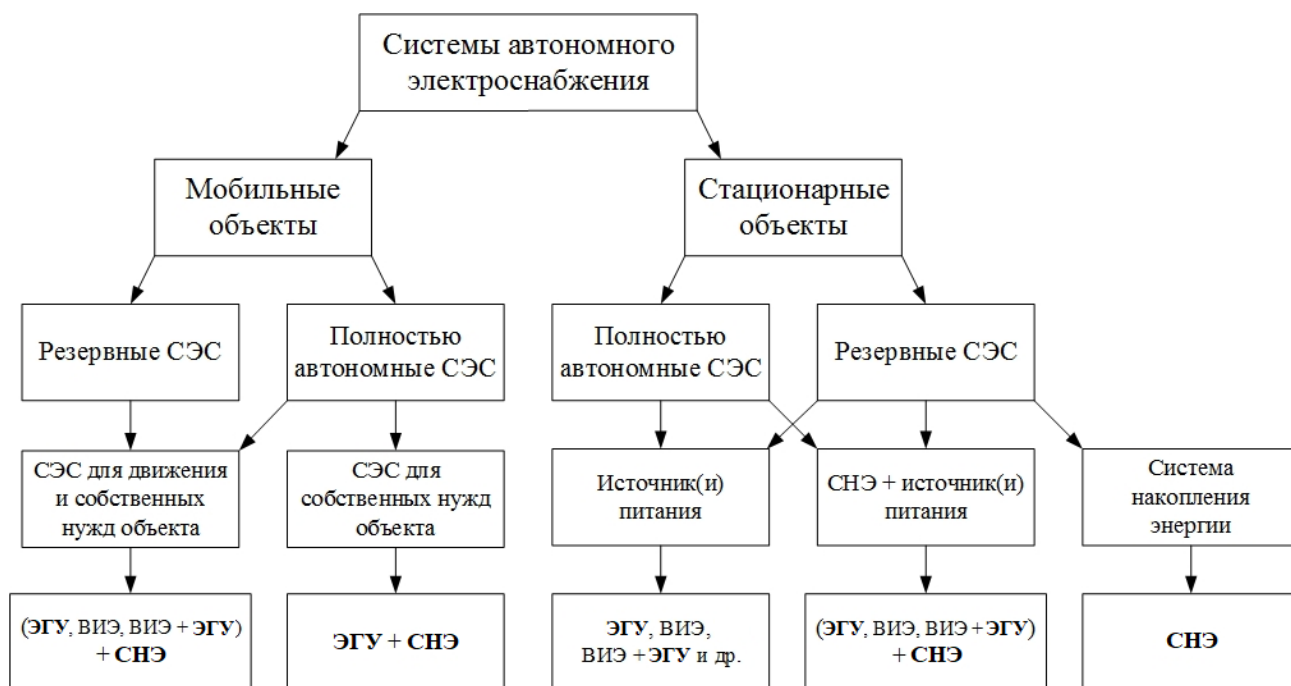 Системы автономного
электроснабжения
Мобильные
объекты
Стационарные
объекты
Резервные СЭС
Полностью
автономные СЭС
Полностью
автономные СЭС
Резервные СЭС
СЭС для движения
и собственных
нужд объекта
СЭС для
собственных нужд
объекта
Источник(и)
питания
СНЭ + источник(и)
питания
Система
накопления
энергии
(ЭГУ, ВИЭ, ВИЭ + ЭГУ)
+ СНЭ
ЭГУ + СНЭ
ЭГУ, ВИЭ,
ВИЭ + ЭГУ и др.
(ЭГУ, ВИЭ, ВИЭ + ЭГУ)
+ СНЭ
СНЭ